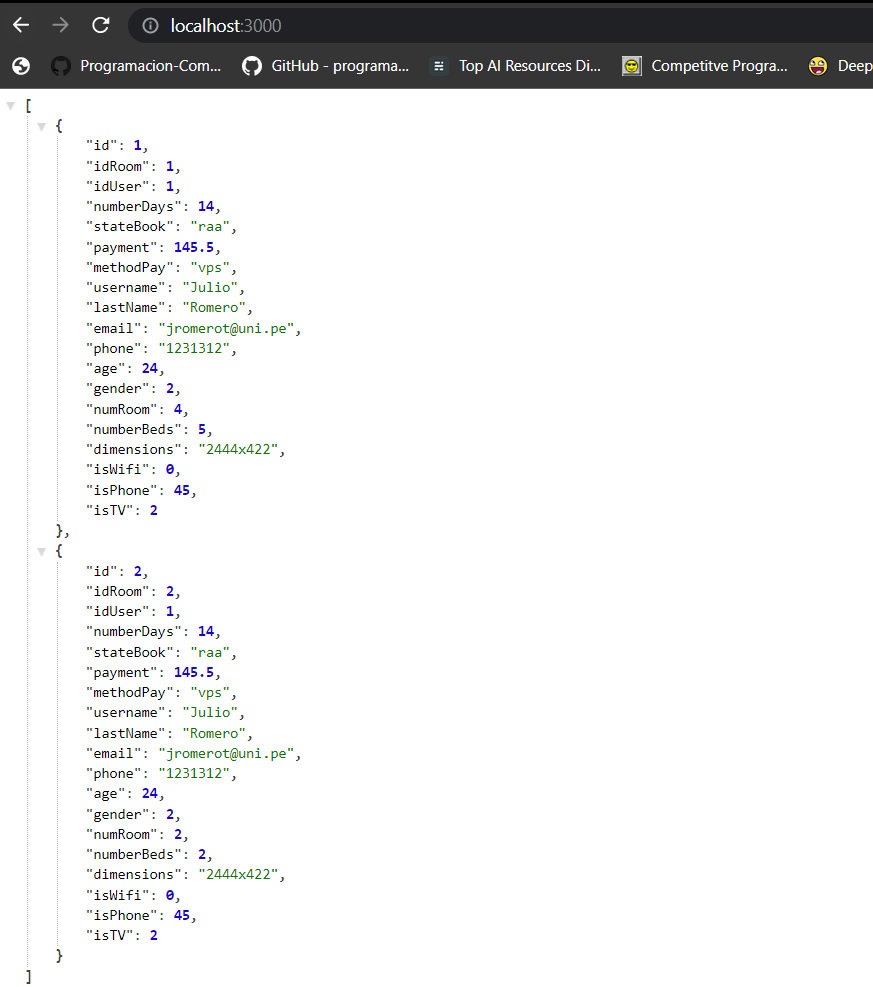 localhost:3000
Programacion-Com... GitHub - programa... Top AI Resources Di... Competitve Progra... Deep
[
{
"id": 1,
"idRoom": 1,
"idUser": 1,
"numberDays": 14,
"stateBook": "raa",
"payment": 145.5,
"methodPay": "vps",
"username": "Julio",
"lastName": "Romero",
"email": "jromerot@uni.pe",
"phone": "1231312",
"age": 24,
"gender": 2,
"numRoom": 4,
"numberBeds": 5,
"dimensions": "2444x422",
"isWifi": 0,
"isPhone": 45,
"isTV": 2
},
{
"id": 2,
"idRoom": 2,
"idUser": 1,
"numberDays": 14,
"stateBook": "raa",
"payment": 145.5,
"methodPay": "vps",
"username": "Julio",
"lastName": "Romero",
"email": "jromerot@uni.pe",
"phone": "1231312",
"age": 24,
"gender": 2,
"numRoom": 2,
"numberBeds": 2,
"dimensions": "2444x422",
"isWifi": 0,
"isPhone": 45,
"isTV": 2
}
]